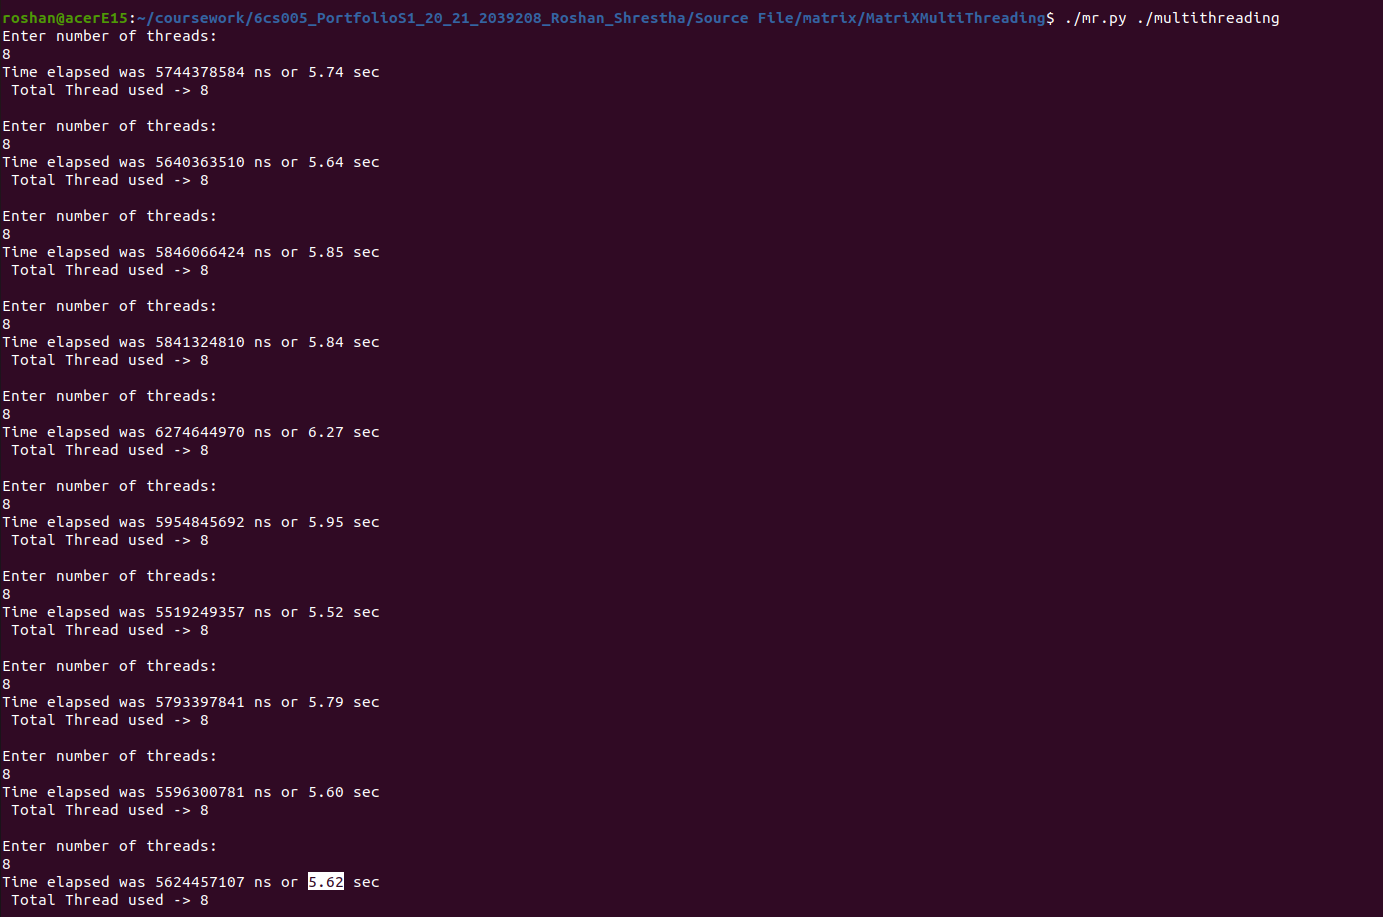 roshan@acerE15:~/coursework/6cs005_PortfolioS1_20_21_2039208_Roshan_Shrestha/Source File/matrix/MatriXMultiThreading$ ./mr.py ./multithreading
Enter number of threads:
8
Time elapsed was 5744378584 ns or 5.74 sec
 Total Thread used -> 8

Enter number of threads:
8
Time elapsed was 5640363510 ns or 5.64 sec
 Total Thread used -> 8

Enter number of threads:
8
Time elapsed was 5846066424 ns or 5.85 sec
 Total Thread used -> 8

Enter number of threads:
8
Time elapsed was 5841324810 ns or 5.84 sec
 Total Thread used -> 8

Enter number of threads:
8
Time elapsed was 6274644970 ns or 6.27 sec
 Total Thread used -> 8

Enter number of threads:
8
Time elapsed was 5954845692 ns or 5.95 sec
 Total Thread used -> 8

Enter number of threads:
8
Time elapsed was 5519249357 ns or 5.52 sec
 Total Thread used -> 8

Enter number of threads:
8
Time elapsed was 5793397841 ns or 5.79 sec
 Total Thread used -> 8

Enter number of threads:
8
Time elapsed was 5596300781 ns or 5.60 sec
 Total Thread used -> 8

Enter number of threads:
8
Time elapsed was 5624457107 ns or 5.62 sec
 Total Thread used -> 8